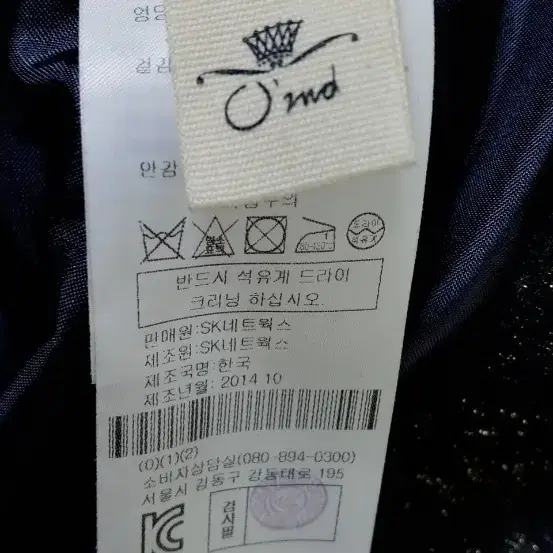 O'2nd
안감
반드시 석유계 드라이
크리닝 하십시오.
판매원:SK네트웍스
제조원:SK네트웍스
제조국명:한국
제조년월:2014 10
(0)(1)(2)
소비자상담실(080-894-0300)
서울시 강동구 강동대로 195
검사필